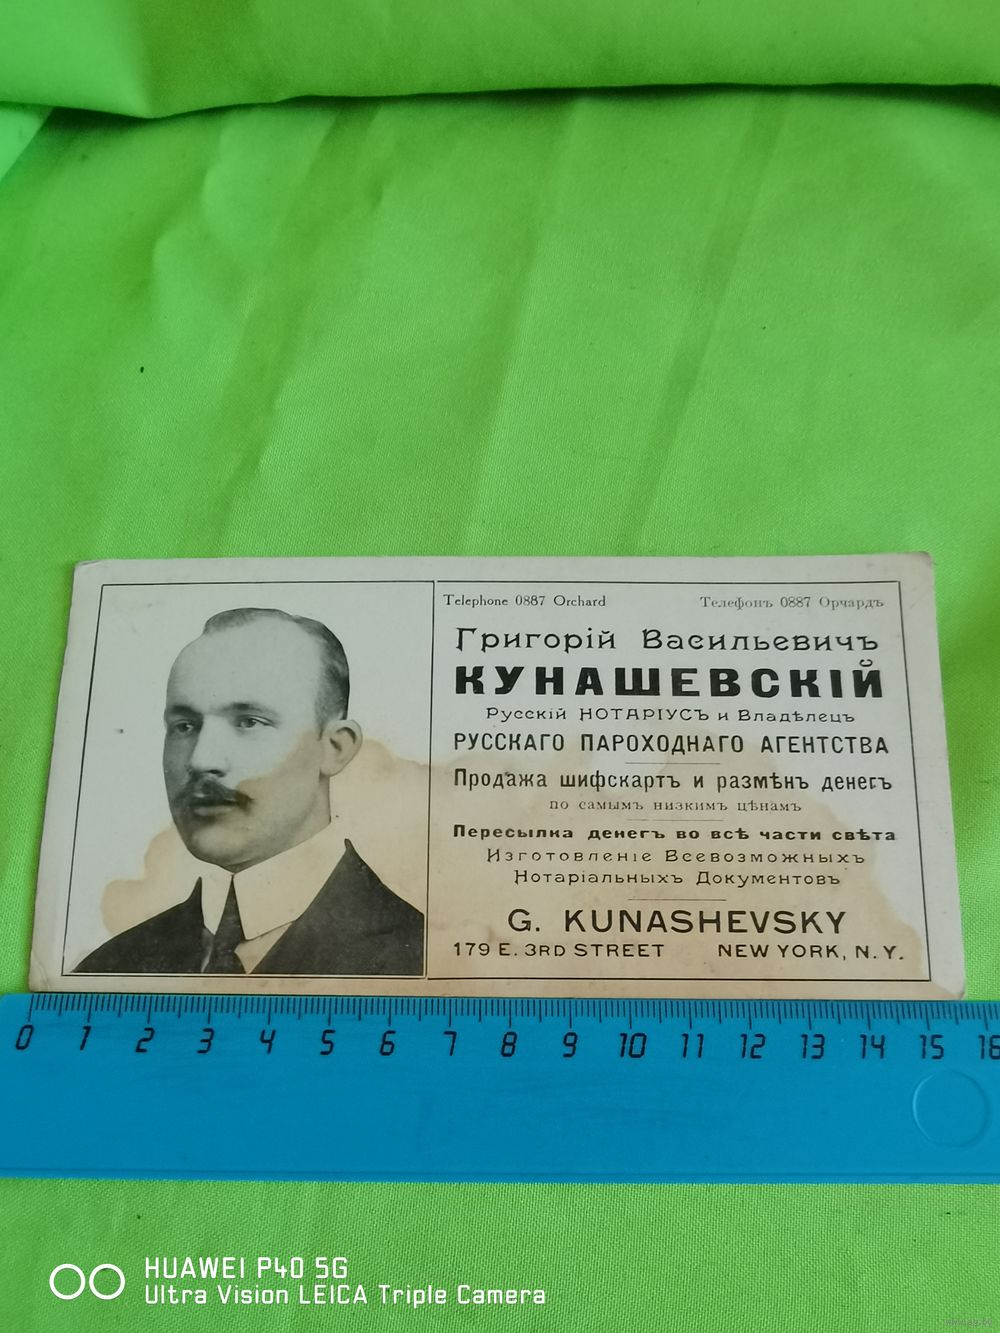 Telephone 0887 Orchard Телефонъ 0887 Орчардъ
Григорій Васильевичъ
КУНАШЕВСКІЙ
Русскій НОТАРІУСЪ и Владѣлецъ
РУССКАГО ПАРОХОДНАГО АГЕНТСТВА
Продажа шифскартъ и размѣнъ денегъ
по самымъ низкимъ цѣнамъ
Пересылка денегъ во всѣ части свѣта
Изготовленіе Всевозможныхъ
Нотаріальныхъ Документовъ
G. KUNASHEVSKY
179 E. 3RD STREET NEW YORK, N.Y.
0 1 2 3 4 5 6 7 8 9 10 11 12 13 14 15 16
HUAWEI P40 5G
Ultra Vision LEICA Triple Camera